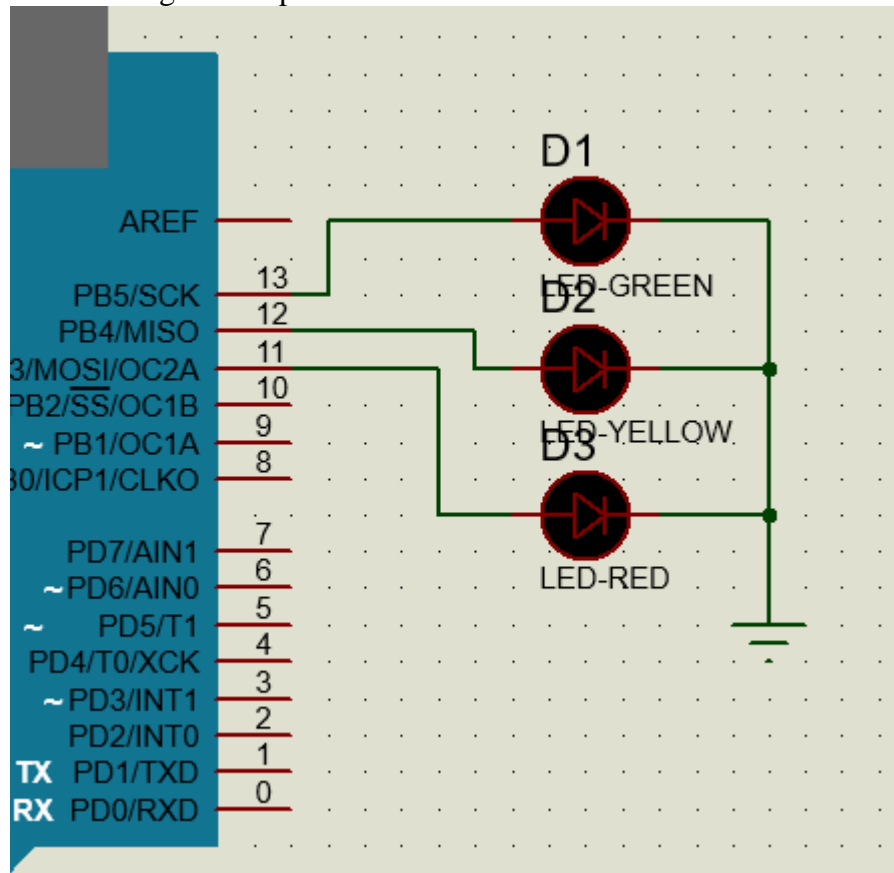 D1
AREF
13
PB5/SCK
LED-GREEN
D2
12
PB4/MISO
11
3/MOSI/OC2A
10
PB2/SS/OC1B
LED-YELLOW
D3
9
~ PB1/OC1A
8
30/ICP1/CLKO
7
PD7/AIN1
LED-RED
6
~PD6/AIN0
5
~ PD5/T1
4
PD4/T0/XCK
3
~PD3/INT1
2
PD2/INT0
1
TX PD1/TXD
0
RX PD0/RXD